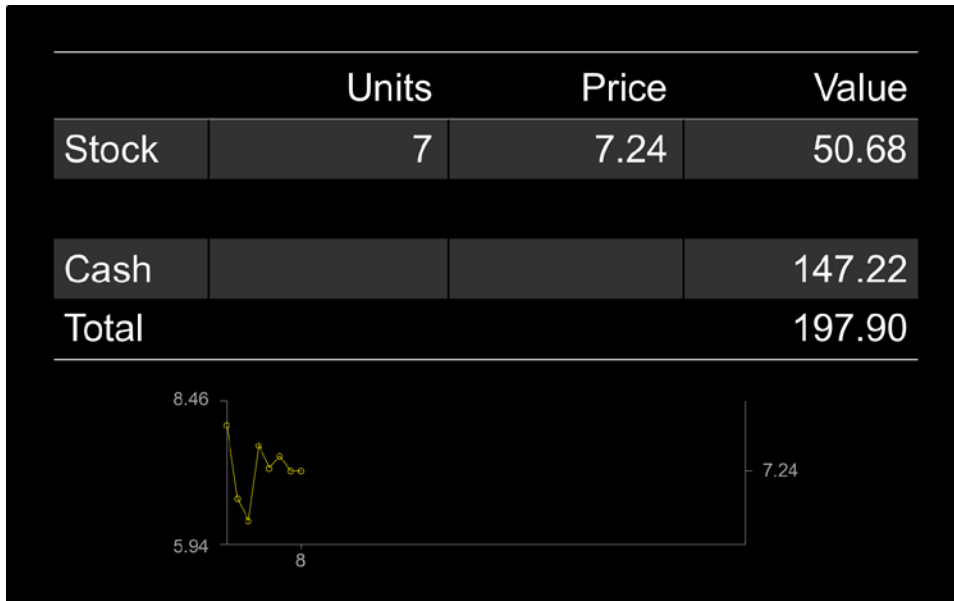 Units Price Value
Stock 7 7.24 50.68
Cash 147.22
Total 197.90
8.46
7.24
5.94
8